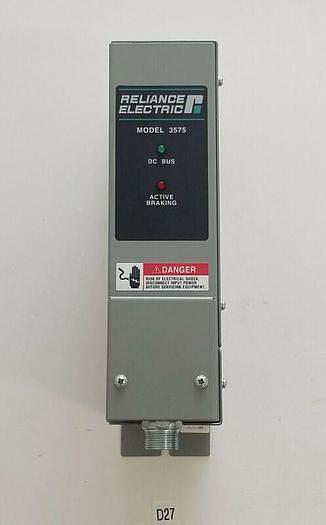 RELIANCE
ELECTRIC
MODEL 3575
DC BUS
ACTIVE
BRAKING
DANGER
RISK OF ELECTRICAL SHOCK.
DISCONNECT INPUT POWER
BEFORE SERVICING EQUIPMENT.
D27